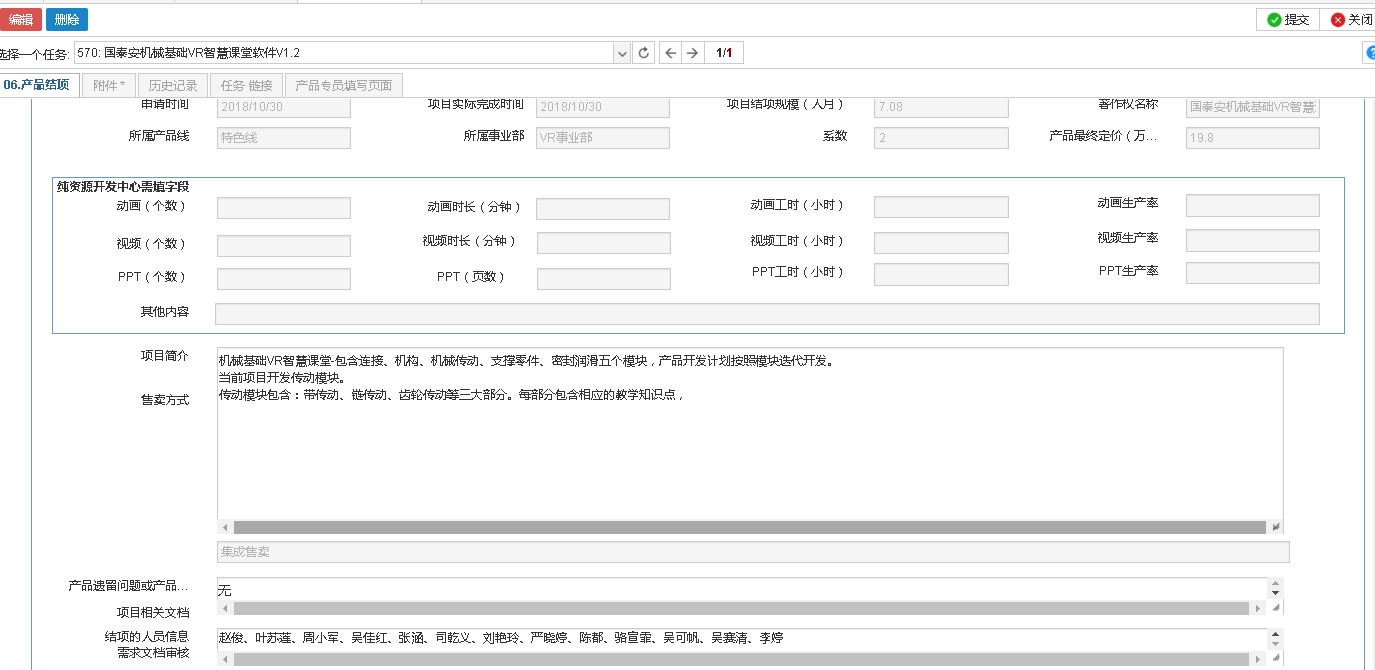 编辑 删除 提交 关闭
选择一个任务: 570: 国泰安机械基础VR智慧课堂软件V1.2 1/1
06.产品结项 附件* 历史记录 任务 链接 产品专员填写页面
申请时间 2018/10/30 项目实际完成时间 2018/10/30 项目结项规模（人月） 7.08 著作权名称 国泰安机械基础VR智慧
所属产品线 特色线 所属事业部 VR事业部 系数 2 产品最终定价（万... 19.8
纯资源开发中心需填字段
动画（个数） 动画时长（分钟） 动画工时（小时） 动画生产率
视频（个数） 视频时长（分钟） 视频工时（小时） 视频生产率
PPT（个数） PPT（页数） PPT工时（小时） PPT生产率
其他内容
项目简介 机械基础VR智慧课堂-包含连接、机构、机械传动、支撑零件、密封润滑五个模块，产品开发计划按照模块迭代开发。
当前项目开发传动模块。
传动模块包含：带传动、链传动、齿轮传动等三大部分。每部分包含相应的教学知识点，
售卖方式
集成售卖
产品遗留问题或产品... 无
项目相关文档
结项的人员信息 赵俊、叶苏莲、周小军、吴佳红、张涵、司乾义、刘艳玲、严晓婷、陈都、骆宣霏、吴可帆、吴赛清、李婷
需求文档审核